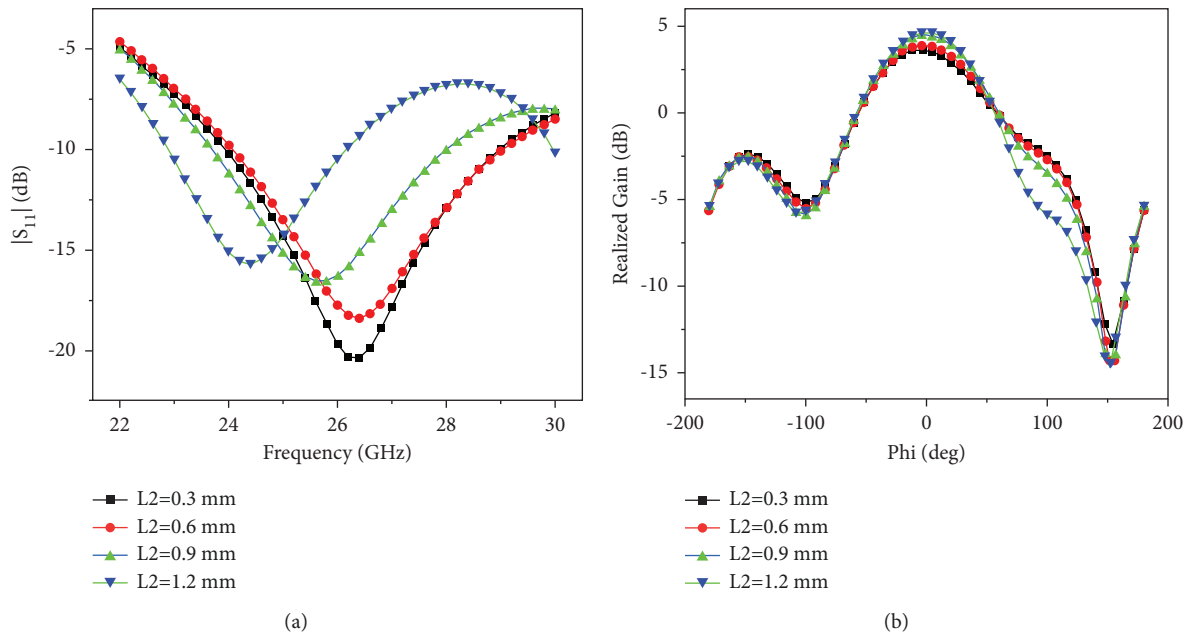 -5
-10
-15
-20
|S11| (dB)
22
24
26
28
30
Frequency (GHz)
L2=0.3 mm
L2=0.6 mm
L2=0.9 mm
L2=1.2 mm
(a)
5
0
-5
-10
-15
Realized Gain (dB)
-200
-100
0
100
200
Phi (deg)
L2=0.3 mm
L2=0.6 mm
L2=0.9 mm
L2=1.2 mm
(b)